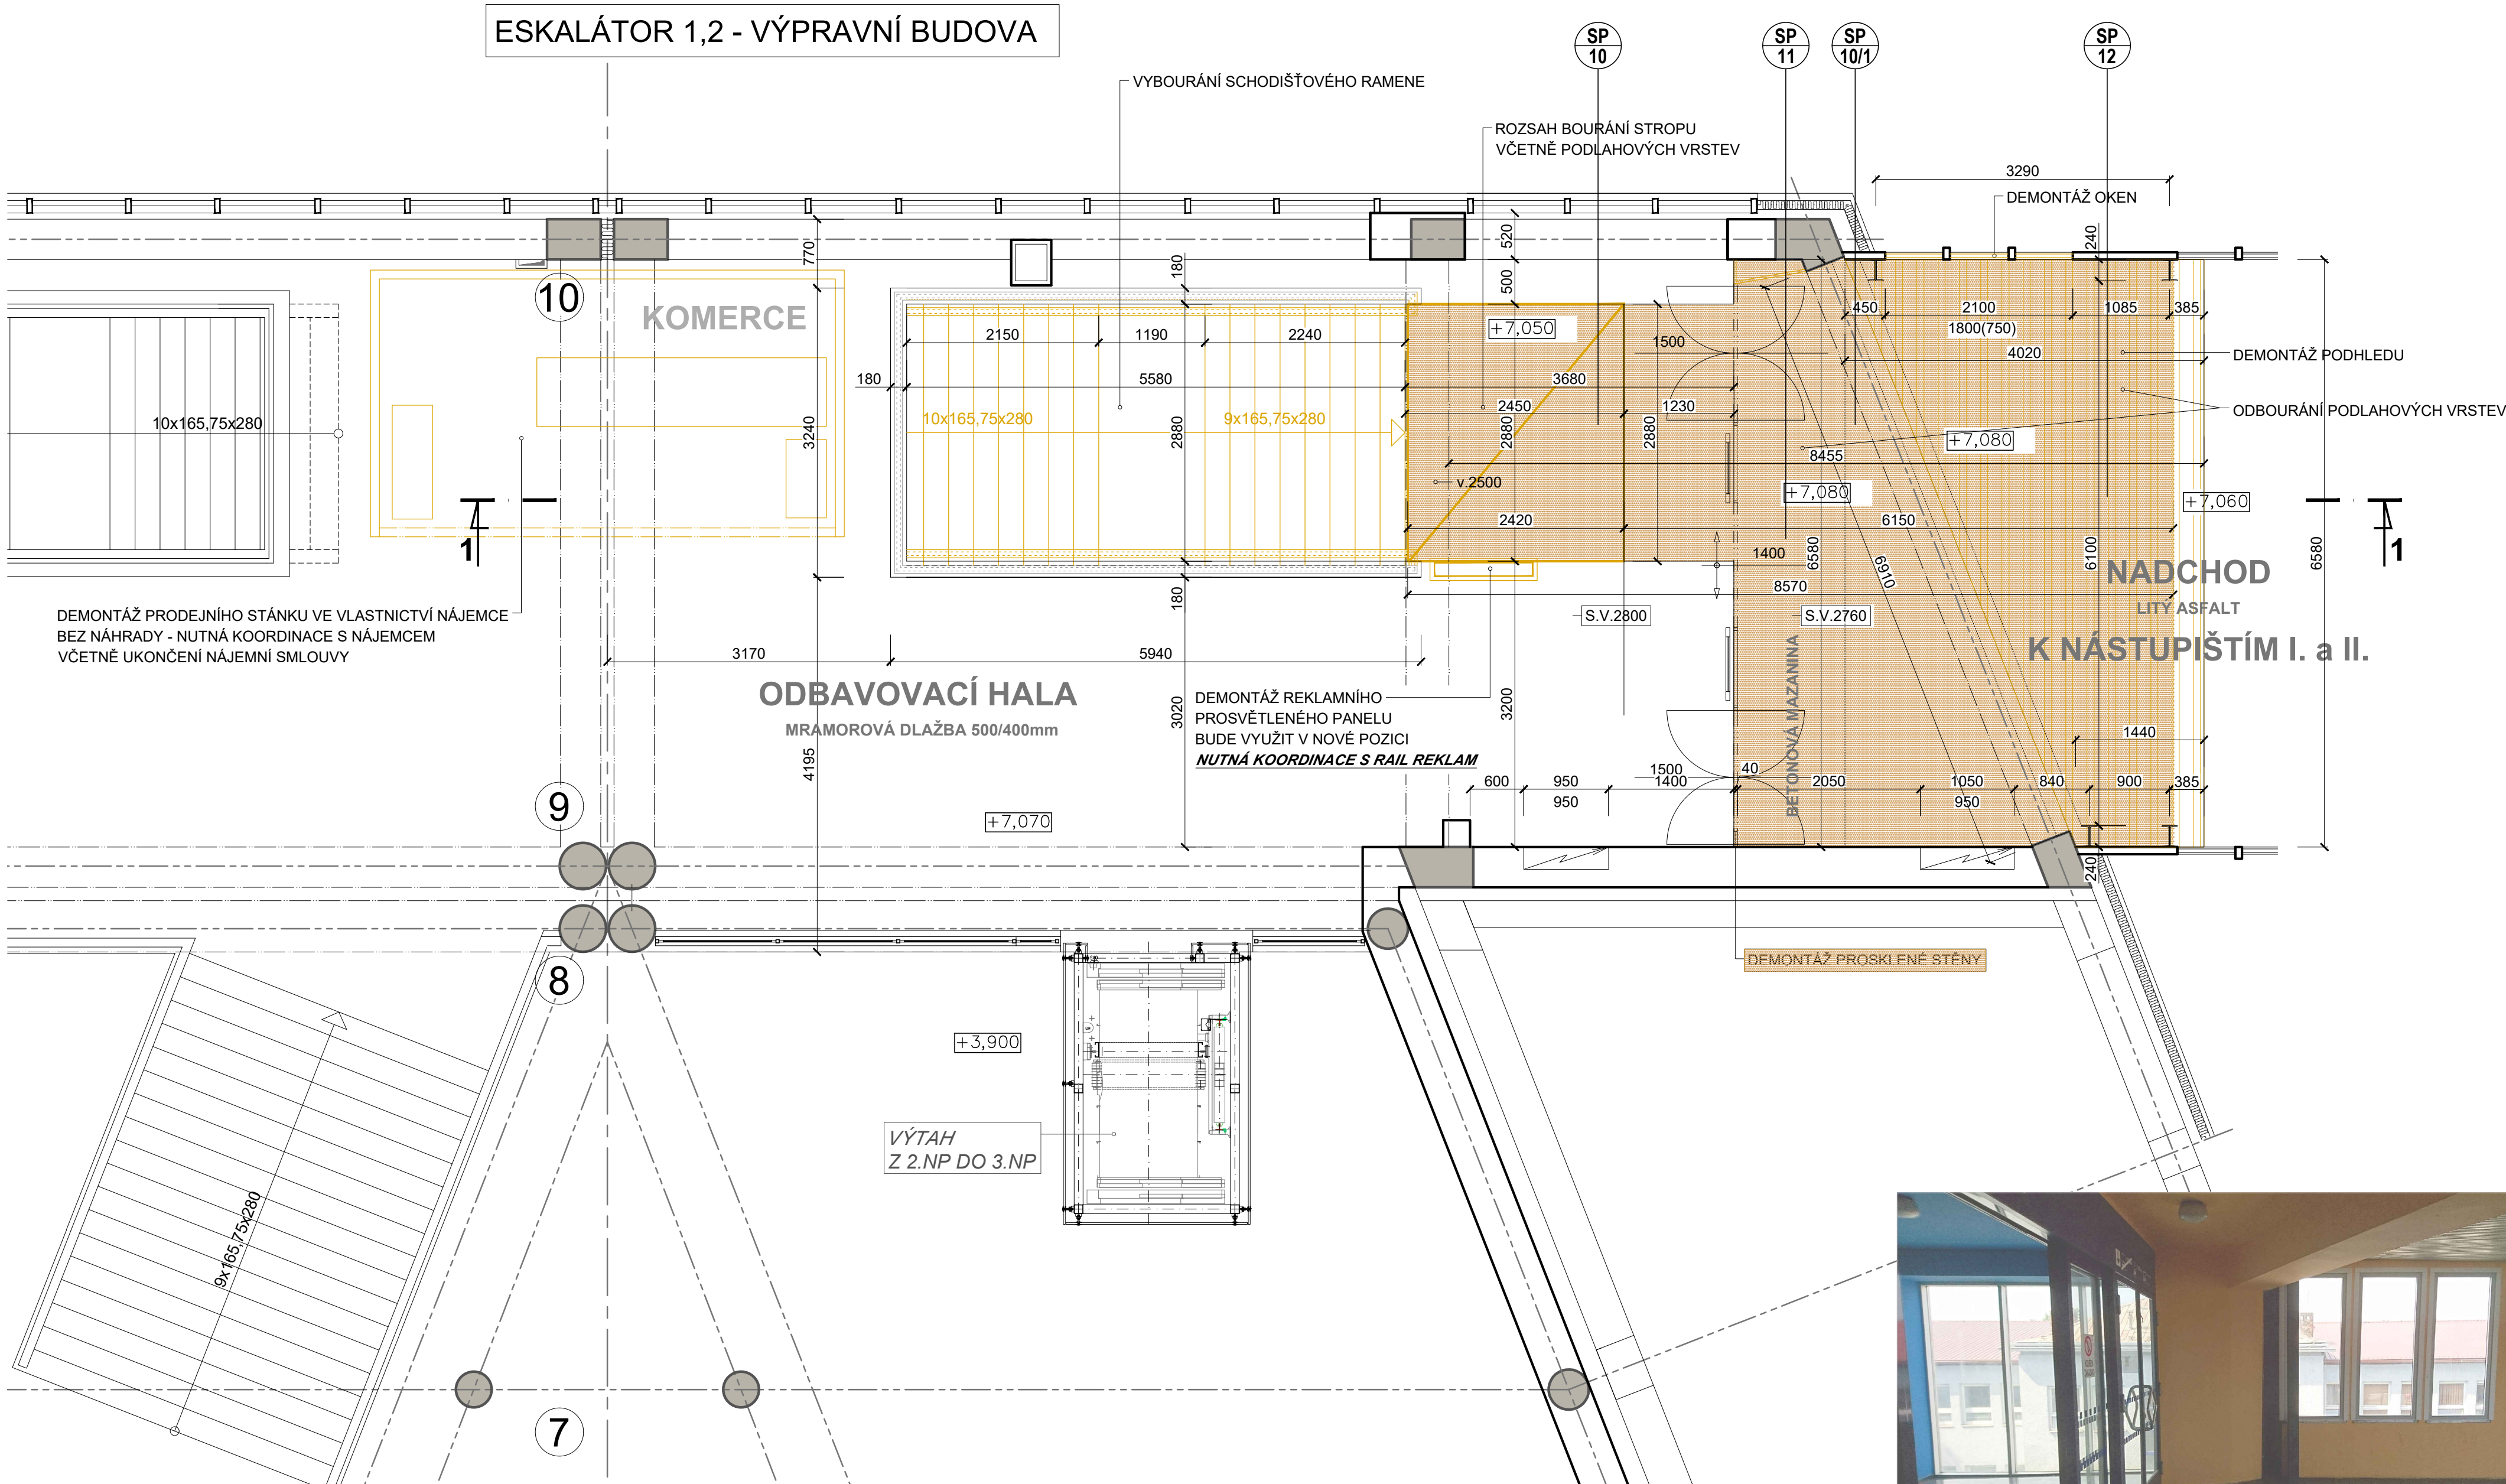 ESKALÁTOR 1,2 - VÝPRAVNÍ BUDOVA
SP
10
SP
11
SP
10/1
SP
12
VYBOURÁNÍ SCHODIŠŤOVÉHO RAMENE
ROZSAH BOURÁNÍ STROPU
VČETNĚ PODLAHOVÝCH VRSTEV
3290
DEMONTÁŽ OKEN
770
520
240
180
500
10
KOMERCE
+7,050
450
2100
1085
385
1800(750)
2150
1190
2240
1500
4020
DEMONTÁŽ PODHLEDU
180
5580
3680
2450
1230
ODBOURÁNÍ PODLAHOVÝCH VRSTEV
10x165,75x280
10x165,75x280
9x165,75x280
3240
2880
2880
2880
+7,080
8455
v.2500
+7,080
+7,060
1
2420
6150
1
1400
6580
6910
6100
6580
NADCHOD
LITÝ ASFALT
8570
180
S.V.2800
S.V.2760
DEMONTÁŽ PRODEJNÍHO STÁNKU VE VLASTNICTVÍ NÁJEMCE
BEZ NÁHRADY - NUTNÁ KOORDINACE S NÁJEMCEM
VČETNĚ UKONČENÍ NÁJEMNÍ SMLOUVY
K NÁSTUPIŠTÍM I. a II.
3170
5940
ODBAVOVACÍ HALA
MRAMOROVÁ DLAŽBA 500/400mm
3020
3200
DEMONTÁŽ REKLAMNÍHO
PROSVĚTLENÉHO PANELU
BUDE VYUŽIT V NOVÉ POZICI
NUTNÁ KOORDINACE S RAIL REKLAM
BETONOVÁ MAZANINA
1440
4195
600
950
1500
1400
40
2050
1050
840
900
385
950
950
9
+7,070
240
8
DEMONTÁŽ PROSKLENÉ STĚNY
+3,900
VÝTAH
Z 2.NP DO 3.NP
9x165,75x280
7